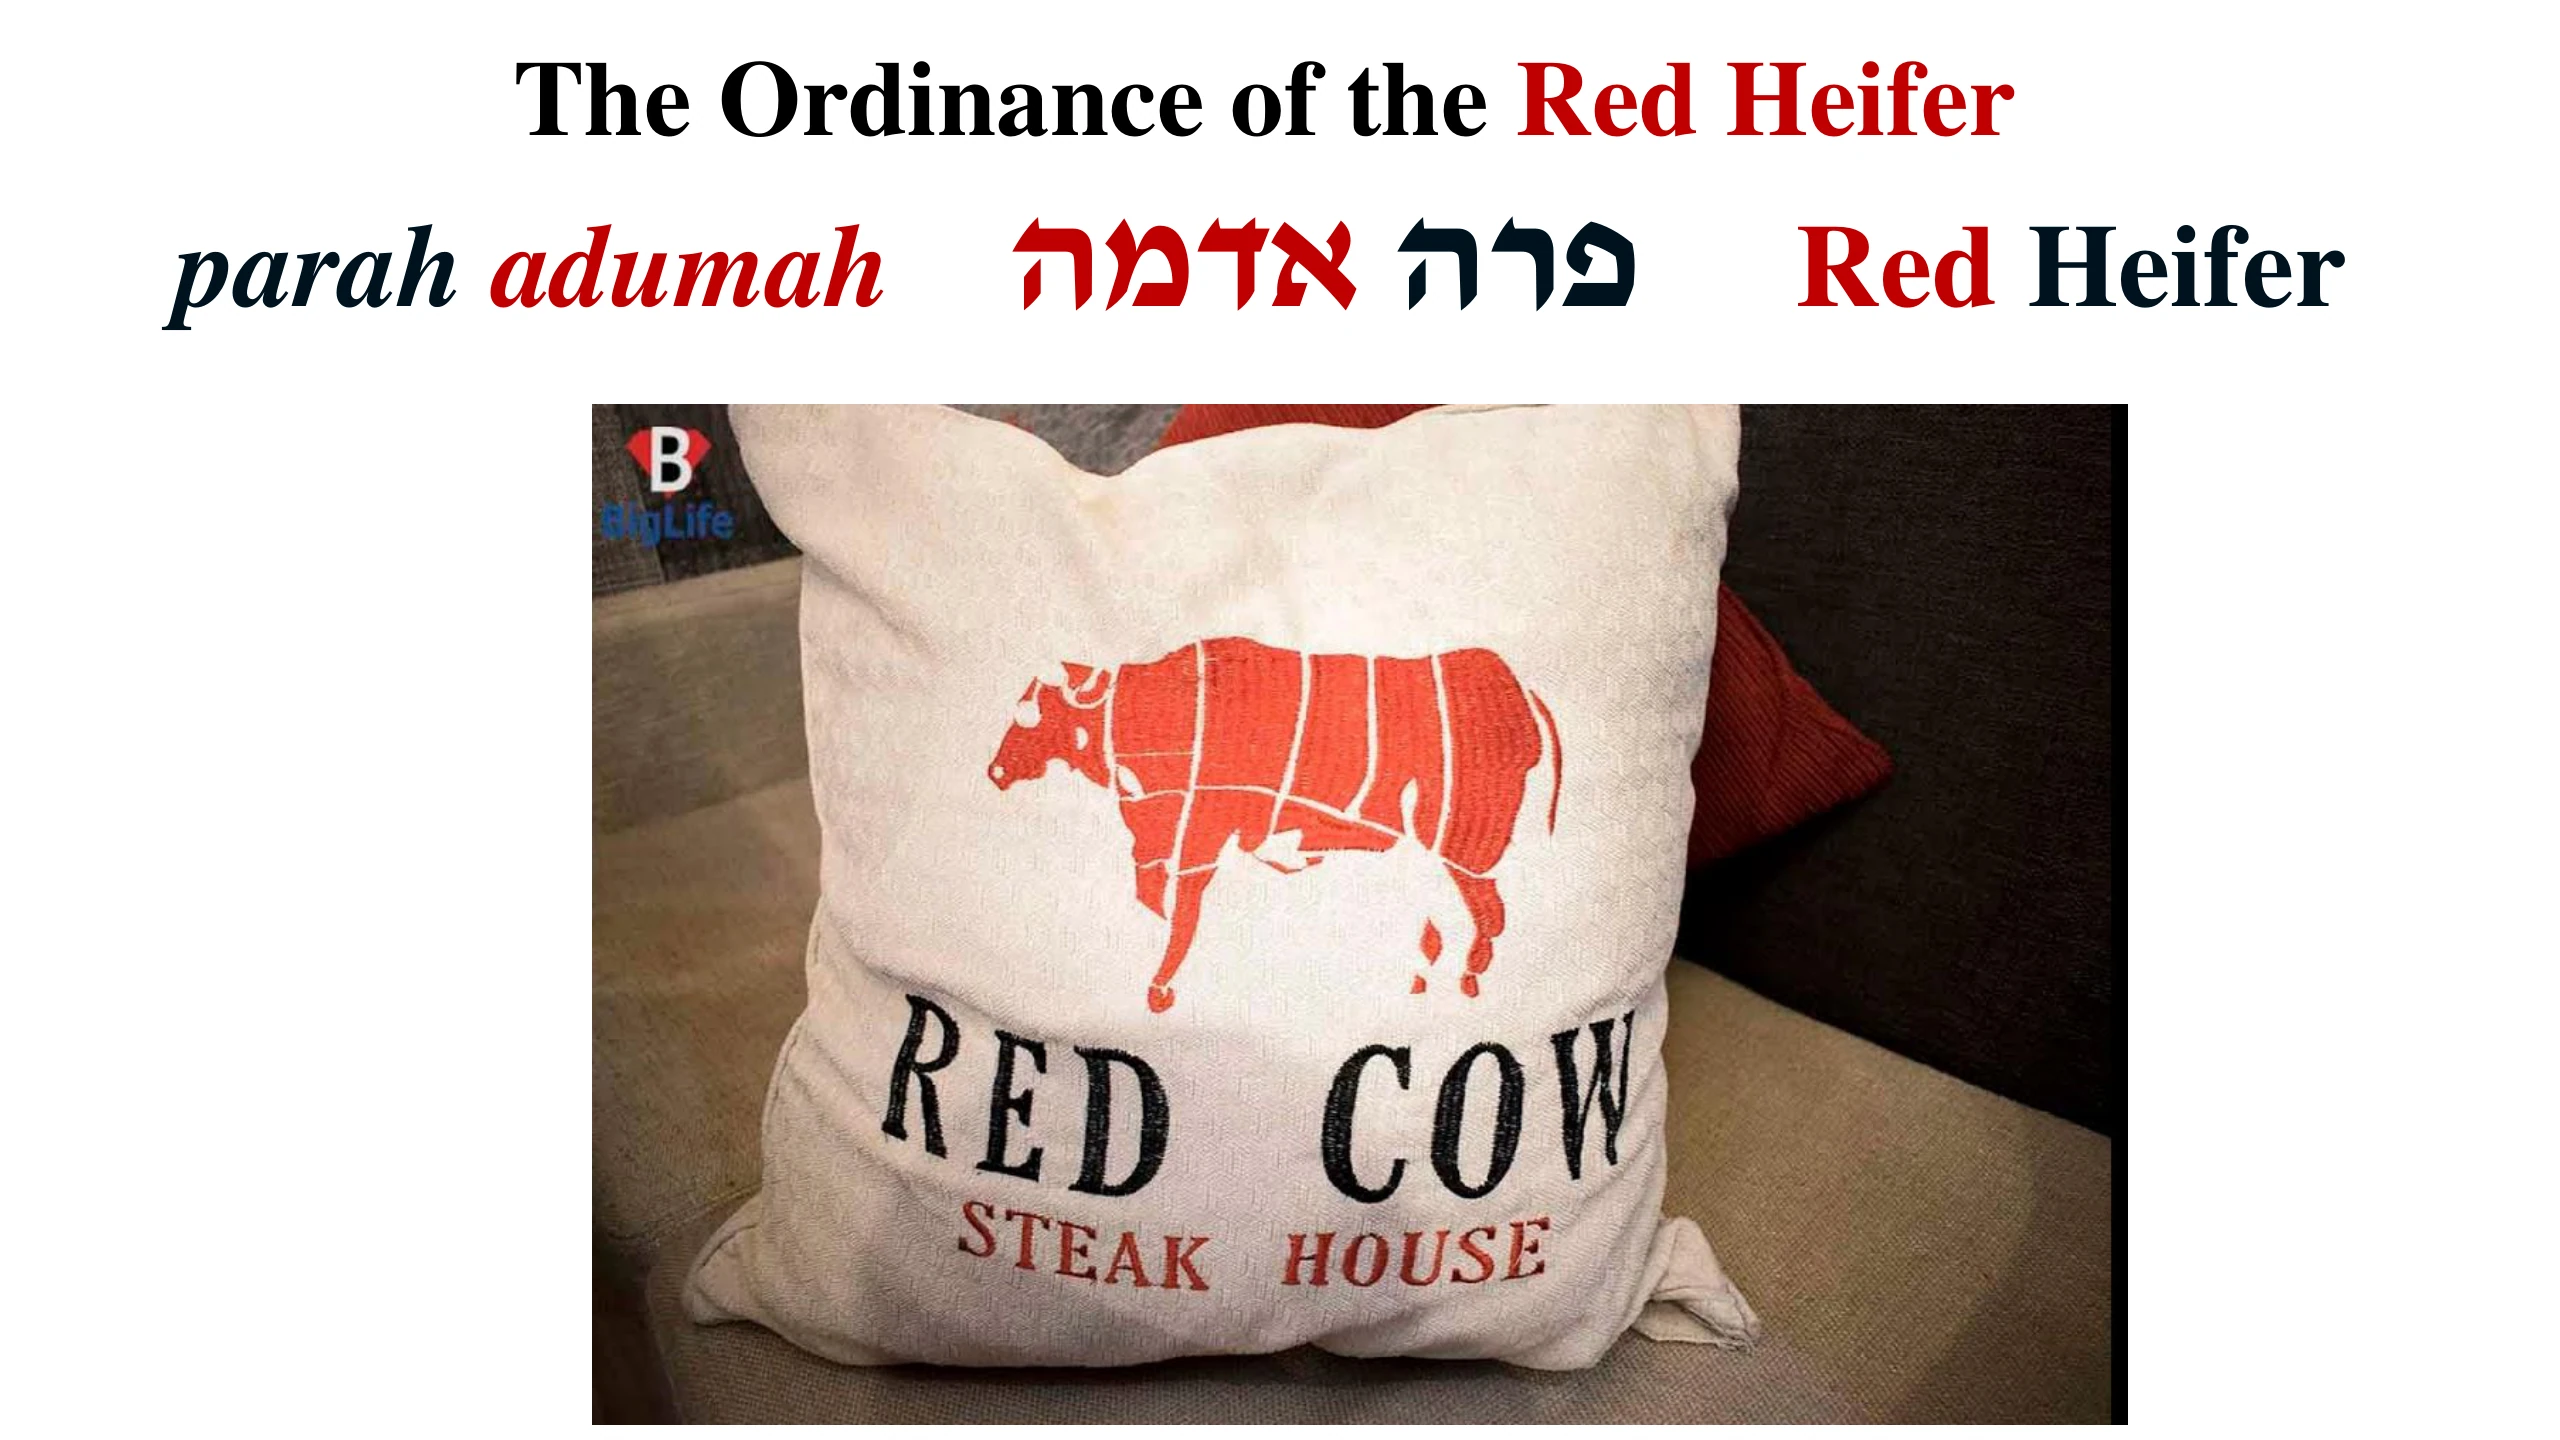 The Ordinance of the Red Heifer
parah adumah פרה אדמה Red Heifer
B
BigLife
RED COW
STEAK HOUSE